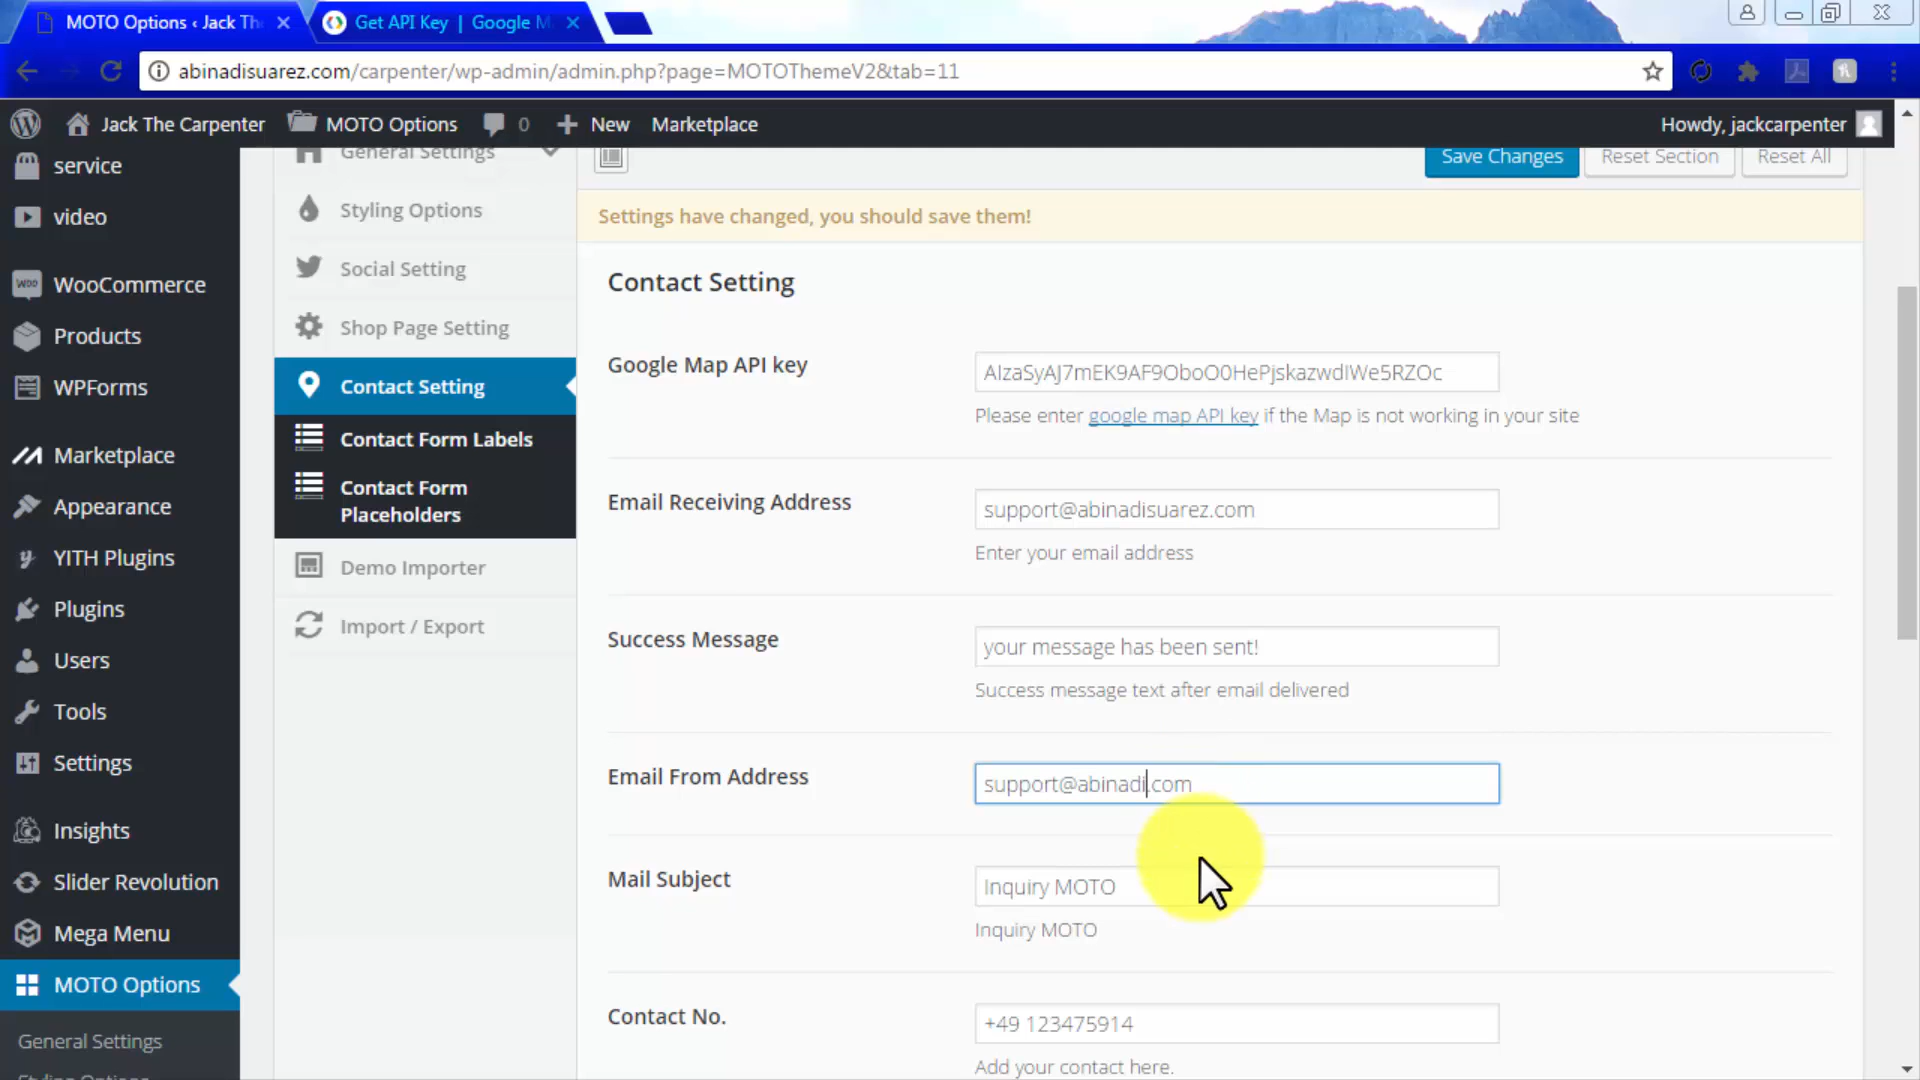 MOTO Options ‹ Jack Th
Get API Key | Google M
abinadisuarez.com/carpenter/wp-admin/admin.php?page=MOTOThemeV2&tab=11
Jack The Carpenter MOTO Options 0 New Marketplace Howdy, jackcarpenter
service
video
WooCommerce
Products
WPForms
Marketplace
Appearance
YITH Plugins
Plugins
Users
Tools
Settings
Insights
Slider Revolution
Mega Menu
MOTO Options
General Settings
Styling Options
General Settings
Styling Options
Social Setting
Shop Page Setting
Contact Setting
Contact Form Labels
Contact Form
Placeholders
Demo Importer
Import / Export
Save Changes Reset Section Reset All
Settings have changed, you should save them!
Contact Setting
Google Map API key
AIzaSyAJ7mEK9AF9OboO0HePjskazwdIWe5RZOc
Please enter google map API key if the Map is not working in your site
Email Receiving Address
support@abinadisuarez.com
Enter your email address
Success Message
your message has been sent!
Success message text after email delivered
Email From Address
support@abinadi.com
Mail Subject
Inquiry MOTO
Inquiry MOTO
Contact No.
+49 123475914
Add your contact here.